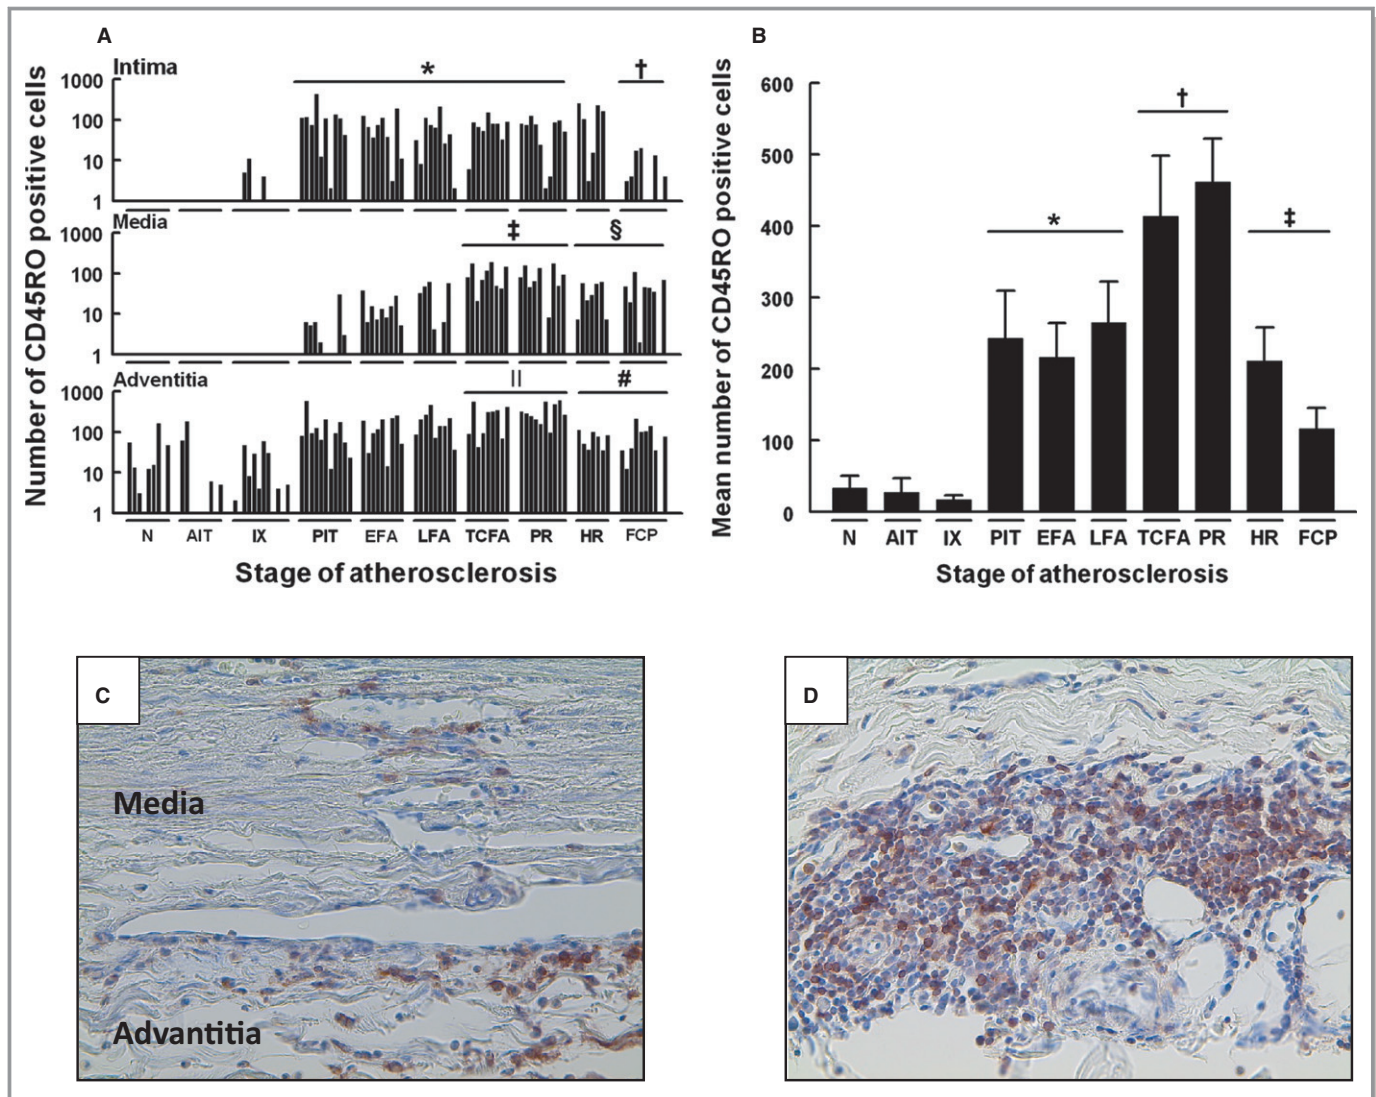 A
Number of CD45RO positive cells
Intima
* †
1000
100
10
1
Media
‡ §
1000
100
10
1
Adventitia
|| #
1000
100
10
1
N AIT IX PIT EFA LFA TCFA PR HR FCP
Stage of atherosclerosis
B
Mean number of CD45RO positive cells
600
500
400
300
200
100
0
* † ‡
N AIT IX PIT EFA LFA TCFA PR HR FCP
Stage of atherosclerosis
C
Media
Advantitia
D